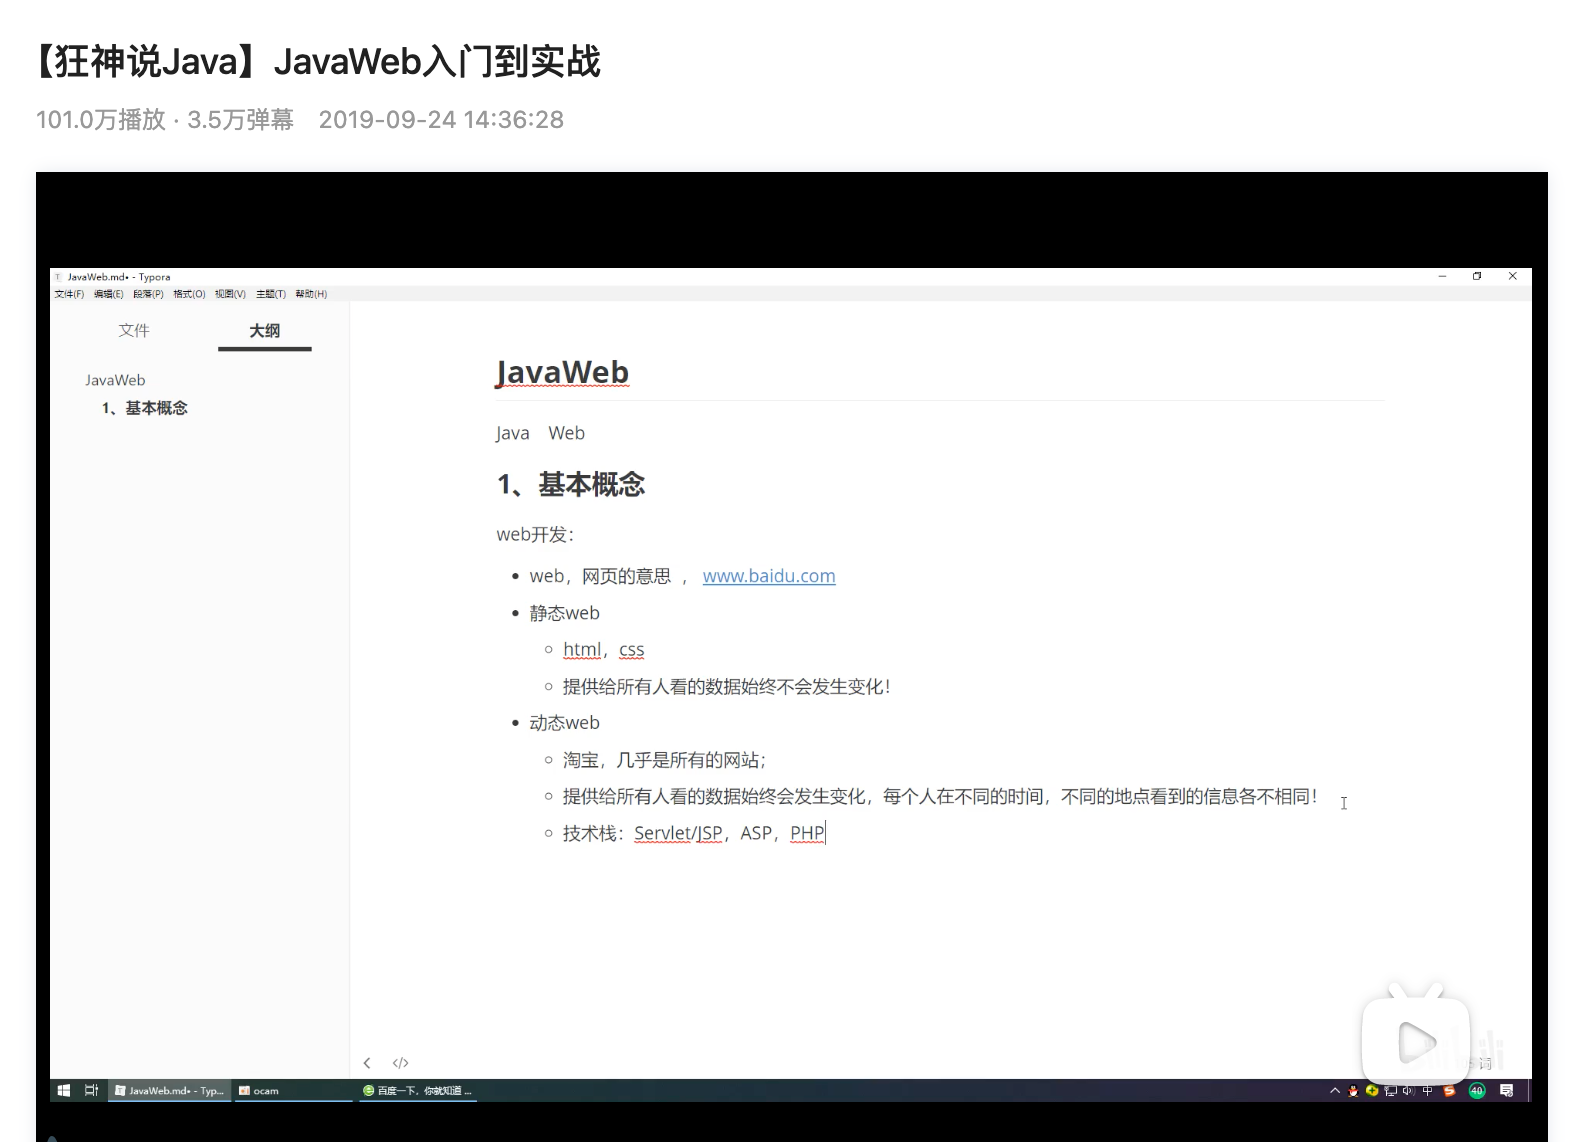 【狂神说Java】JavaWeb入门到实战
101.0万播放 · 3.5万弹幕 2019-09-24 14:36:28
JavaWeb.md• - Typora
文件(F) 编辑(E) 段落(P) 格式(O) 视图(V) 主题(T) 帮助(H)
文件 大纲
JavaWeb
1、基本概念
JavaWeb
Java Web
1、基本概念
web开发：
• web，网页的意思 ， www.baidu.com
• 静态web
○ html，css
○ 提供给所有人看的数据始终不会发生变化！
• 动态web
○ 淘宝，几乎是所有的网站；
○ 提供给所有人看的数据始终会发生变化，每个人在不同的时间，不同的地点看到的信息各不相同！
○ 技术栈：Servlet/JSP，ASP，PHP
</>
词
JavaWeb.md• - Typ... ocam 百度一下，你就知道 ... 中 40